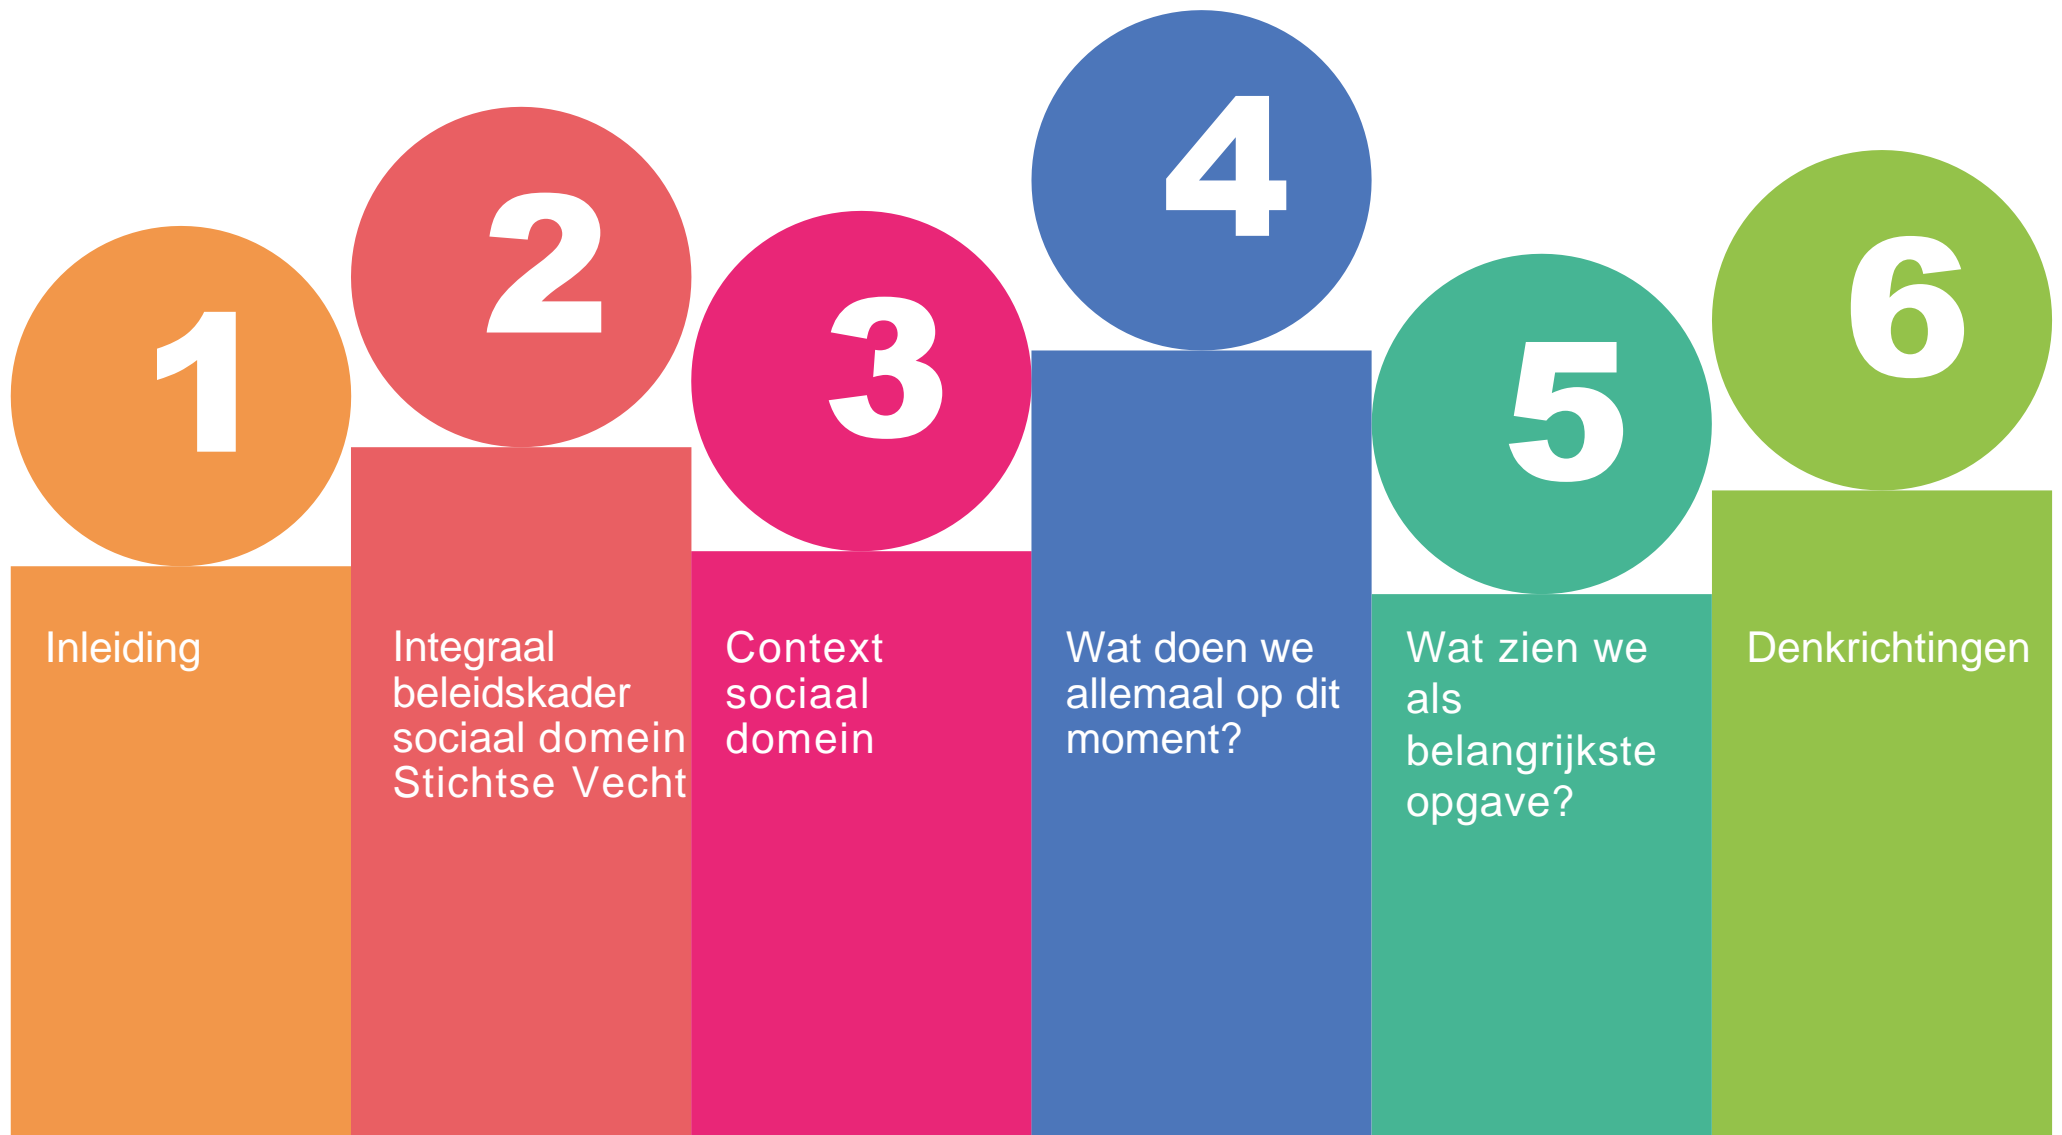 1
Inleiding
2
Integraal
beleidskader
sociaal domein
Stichtse Vecht
3
Context
sociaal
domein
4
Wat doen we
allemaal op dit
moment?
5
Wat zien we
als
belangrijkste
opgave?
6
Denkrichtingen